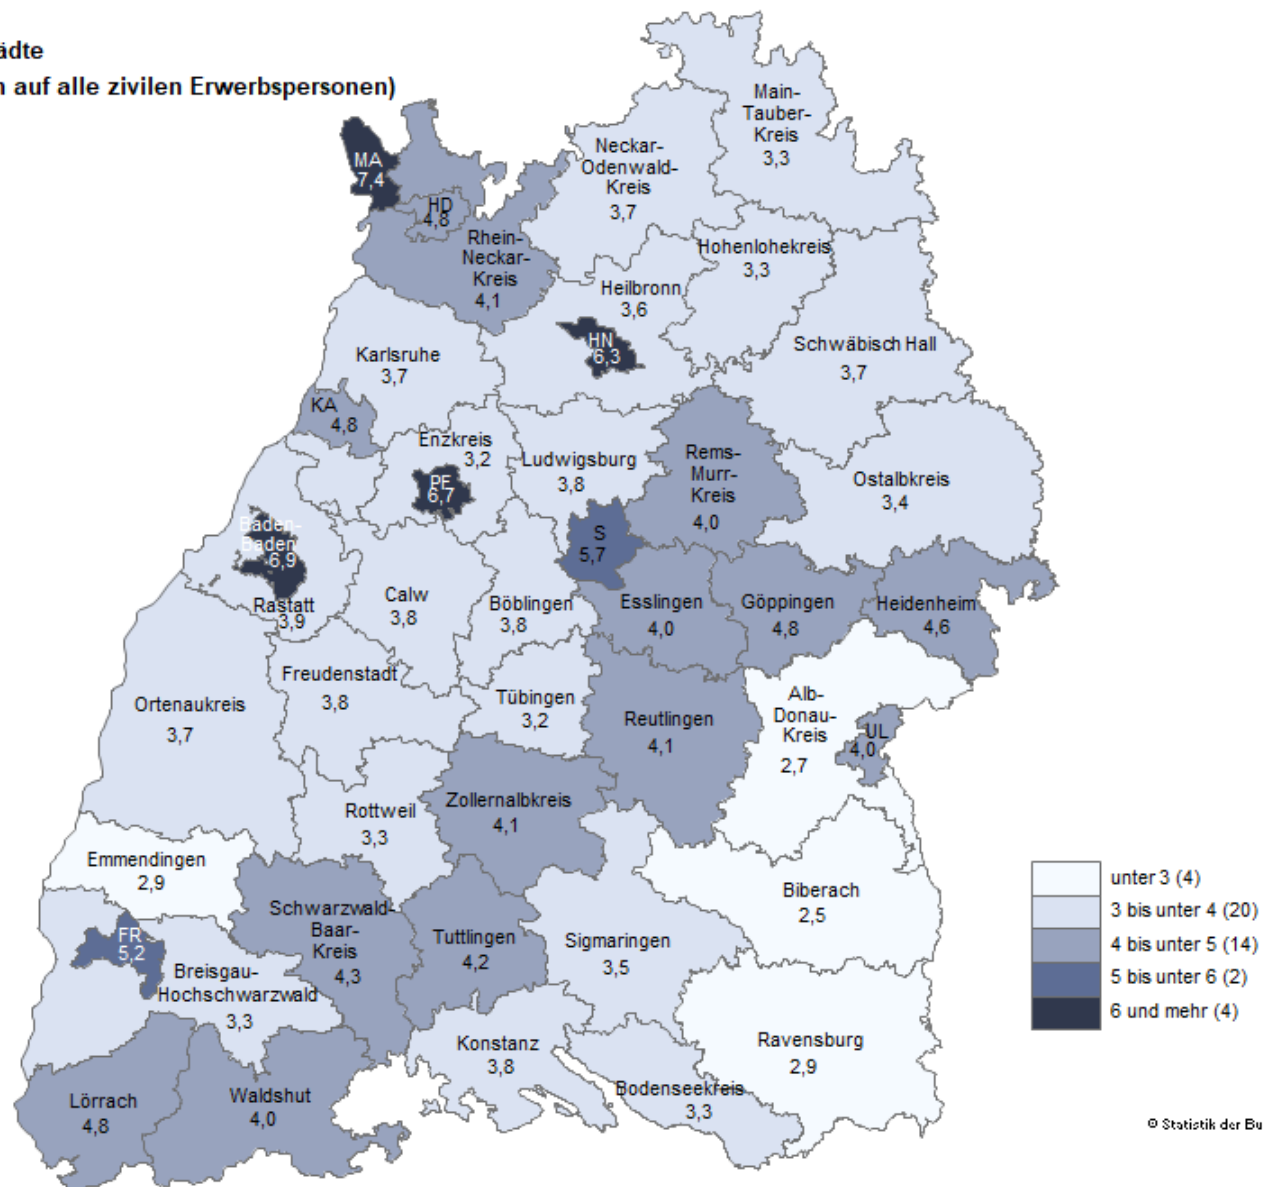 ädte
n auf alle zivilen Erwerbspersonen)
Main-
Tauber-
Kreis
3,3
Neckar-
Odenwald-
Kreis
3,7
MA
7,4
HD
4,8
Rhein-
Neckar-
Kreis
4,1
Hohenlohekreis
3,3
Heilbronn
3,6
HN
6,3
Schwäbisch Hall
3,7
Karlsruhe
3,7
KA
4,8
Enzkreis
3,2
PF
6,7
Ludwigsburg
3,8
Rems-
Murr-
Kreis
4,0
Ostalbkreis
3,4
Baden-
Baden
6,9
Rastatt
3,9
S
5,7
Calw
3,8
Böblingen
3,8
Esslingen
4,0
Göppingen
4,8
Heidenheim
4,6
Freudenstadt
3,8
Ortenaukreis
3,7
Tübingen
3,2
Reutlingen
4,1
Alb-
Donau-
Kreis
2,7
UL
4,0
Rottweil
3,3
Zollernalbkreis
4,1
Emmendingen
2,9
Biberach
2,5
Schwarzwald-
Baar-
Kreis
4,3
Tuttlingen
4,2
Sigmaringen
3,5
FR
5,2
Breisgau-
Hochschwarzwald
3,3
Konstanz
3,8
Ravensburg
2,9
Bodenseekreis
3,3
Lörrach
4,8
Waldshut
4,0
unter 3 (4)
3 bis unter 4 (20)
4 bis unter 5 (14)
5 bis unter 6 (2)
6 und mehr (4)
© Statistik der Bu